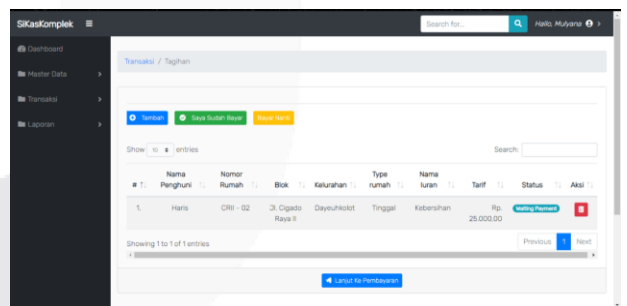 SiKasKomplek
Search for...
Hallo, Mulyana
Dashboard
Master Data
Transaksi
Laporan
Transaksi / Tagihan
Tambah
Saya Sudah Bayar
Bayar Nanti
Show 10 entries
Search:
# Nama Penghuni Nomor Rumah Blok Kelurahan Type rumah Nama Iuran Tarif Status Aksi
1. Haris CRII - 02 Jl. Cigado Raya II Dayeuhkolot Tinggal Kebersihan Rp. 25.000,00 Waiting Payment
Showing 1 to 1 of 1 entries
Previous 1 Next
Lanjut Ke Pembayaran